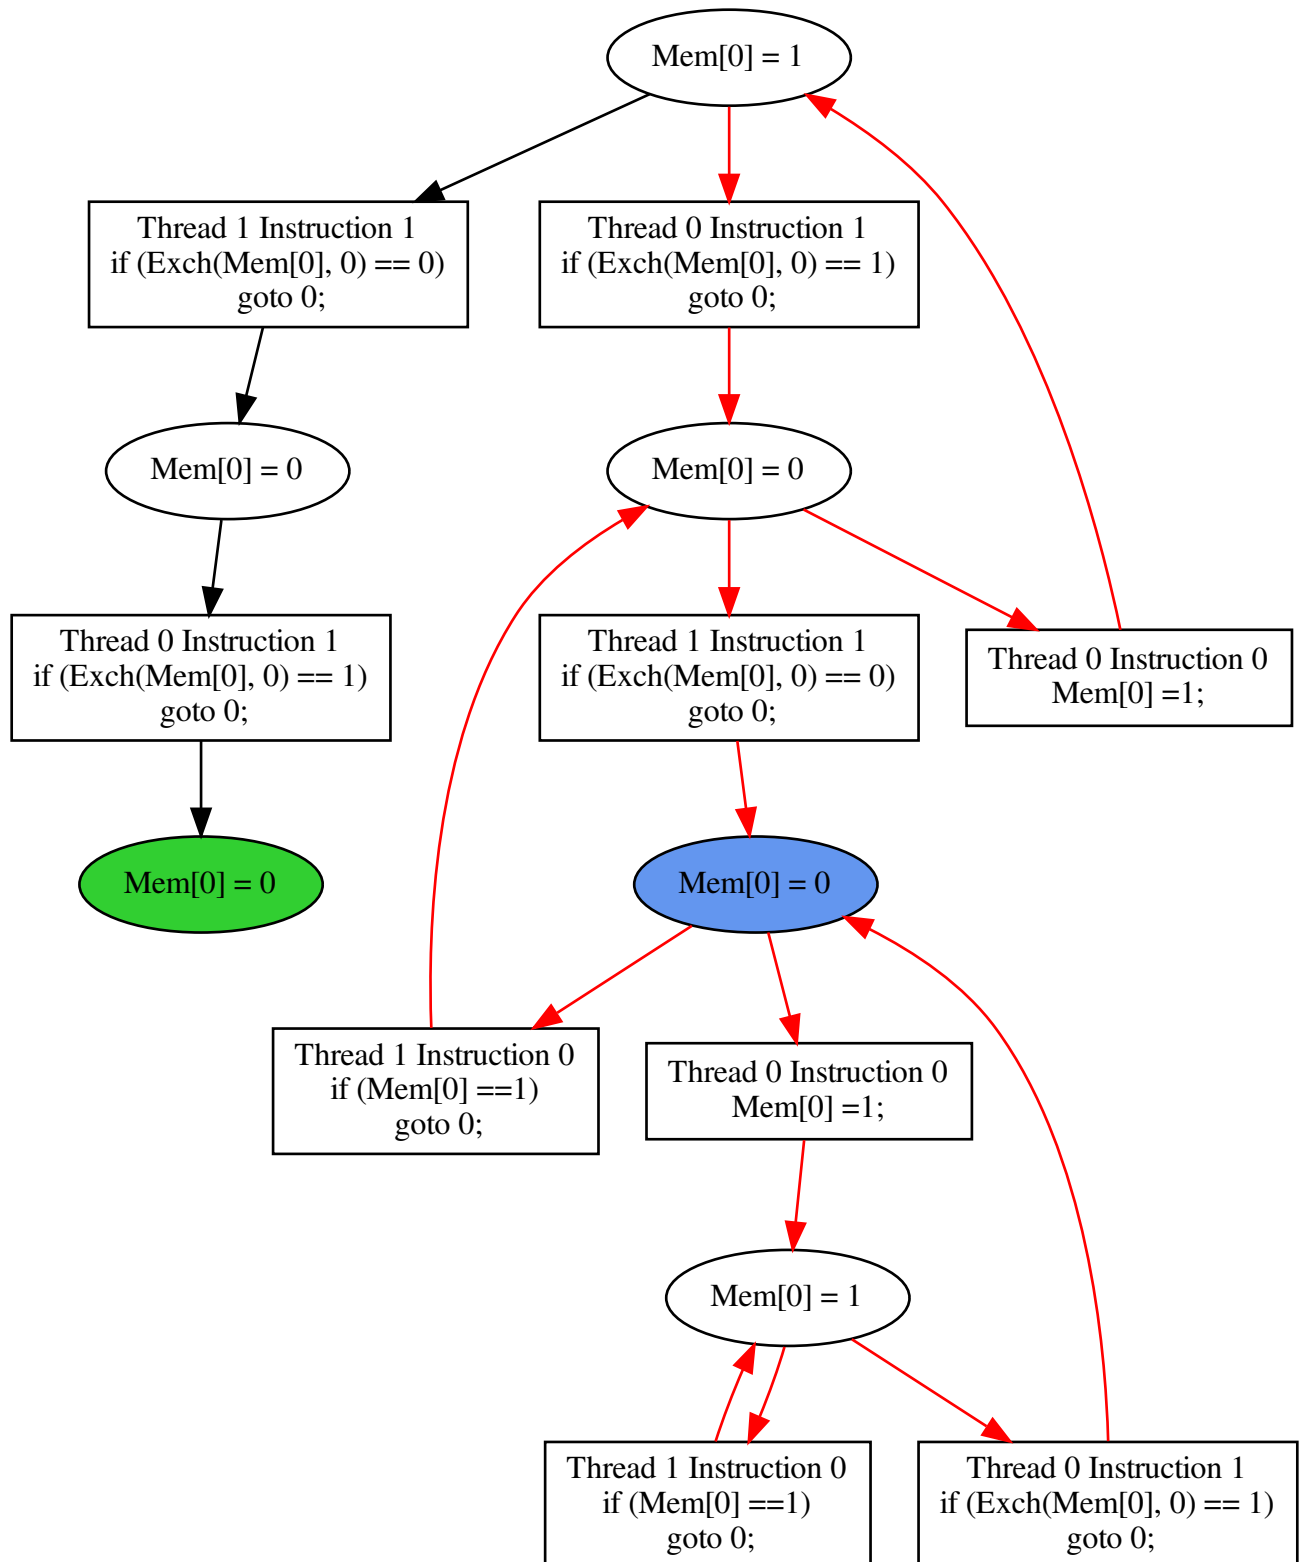 Mem[0] = 1
Thread 1 Instruction 1
if (Exch(Mem[0], 0) == 0)
goto 0;
Thread 0 Instruction 1
if (Exch(Mem[0], 0) == 1)
goto 0;
Mem[0] = 0
Mem[0] = 0
Thread 0 Instruction 1
if (Exch(Mem[0], 0) == 1)
goto 0;
Thread 1 Instruction 1
if (Exch(Mem[0], 0) == 0)
goto 0;
Thread 0 Instruction 0
Mem[0] =1;
Mem[0] = 0
Mem[0] = 0
Thread 1 Instruction 0
if (Mem[0] ==1)
goto 0;
Thread 0 Instruction 0
Mem[0] =1;
Mem[0] = 1
Thread 1 Instruction 0
if (Mem[0] ==1)
goto 0;
Thread 0 Instruction 1
if (Exch(Mem[0], 0) == 1)
goto 0;